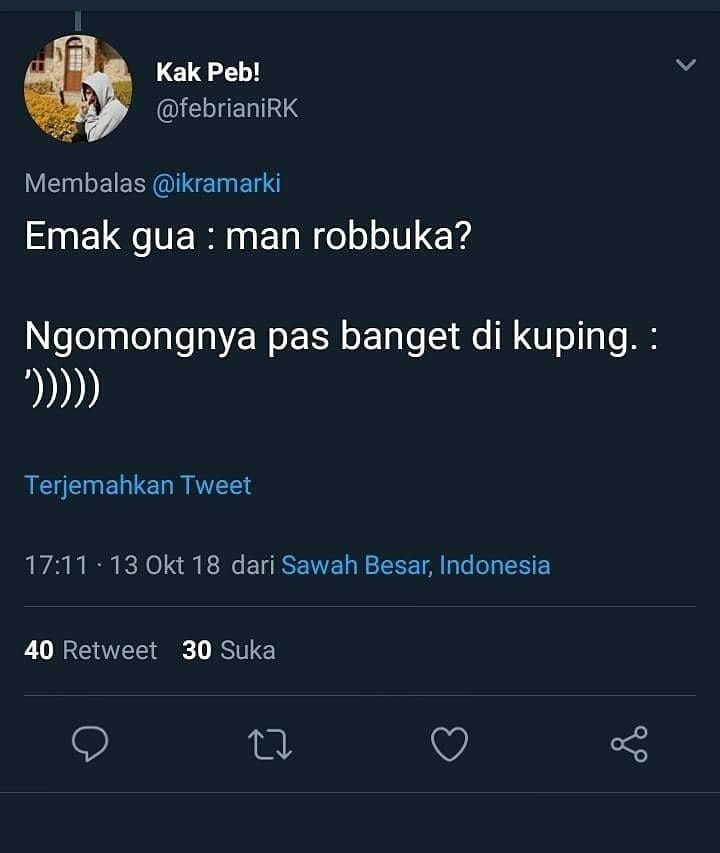 Kak Peb!
@febrianiRK
Membalas @ikramarki
Emak gua : man robbuka?
Ngomongnya pas banget di kuping. :
’)))))
Terjemahkan Tweet
17:11 · 13 Okt 18 dari Sawah Besar, Indonesia
40 Retweet 30 Suka